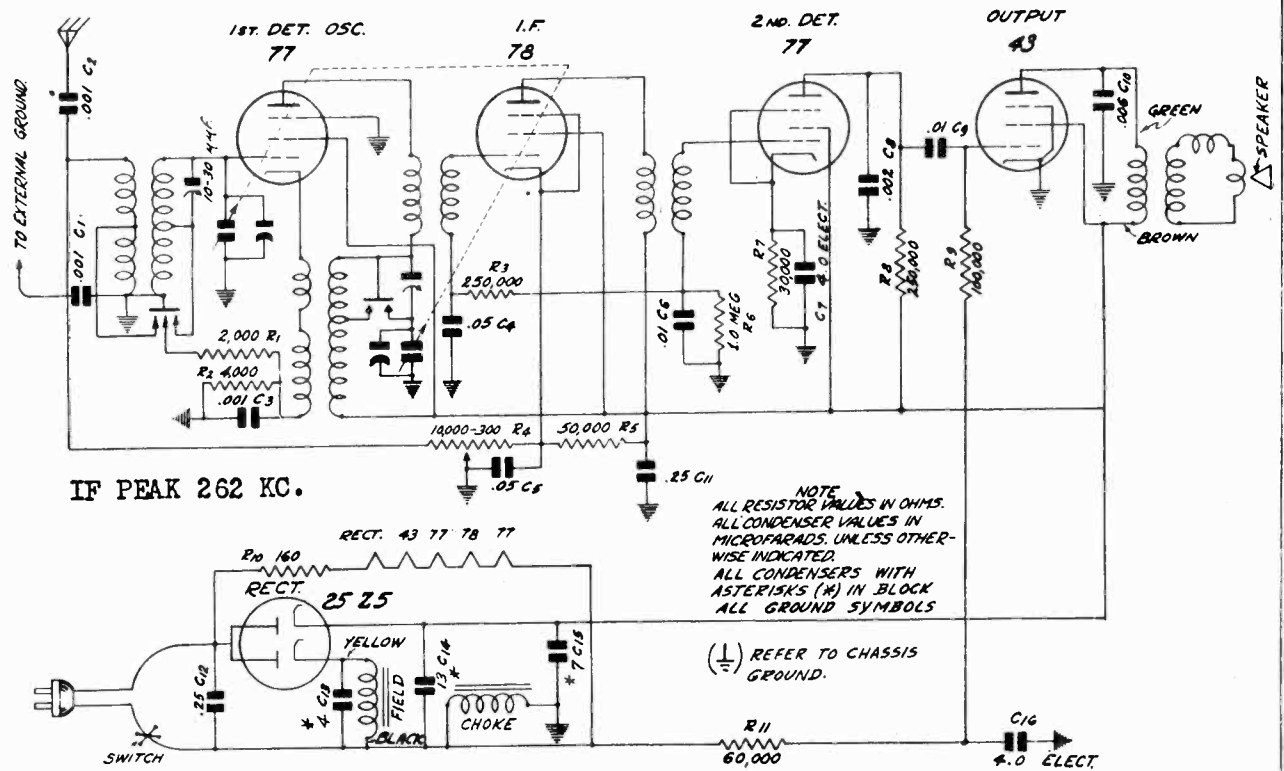 1ST. DET. OSC.
77
I.F.
78
2ND. DET.
77
OUTPUT
43
.001 C2
TO EXTERNAL GROUND.
.001 C1
10-30 ΜΜF.
2,000 R1
R2 4,000
.001 C3
R3
250,000
.05 C4
10,000-300 R4
50,000 R5
.05 C5
.25 C11
.01 C6
1.0 MEG
R6
R7
30,000
C7 4.0 ELECT.
.002 C8
R8
250,000
.01 C9
R9
100,000
.006 C10
GREEN
BROWN
SPEAKER
IF PEAK 262 KC.
NOTE
ALL RESISTOR VALUES IN OHMS.
ALL CONDENSER VALUES IN
MICROFARADS. UNLESS OTHER-
WISE INDICATED.
ALL CONDENSERS WITH
ASTERISKS (*) IN BLOCK
ALL GROUND SYMBOLS
REFER TO CHASSIS
GROUND.
RECT. 43 77 78 77
R10 160
RECT.
25 Z5
YELLOW
.25 C12
* 4 C13
FIELD
BLACK
13 C14
*
CHOKE
* 7 C15
SWITCH
R11
60,000
C16
4.0 ELECT.